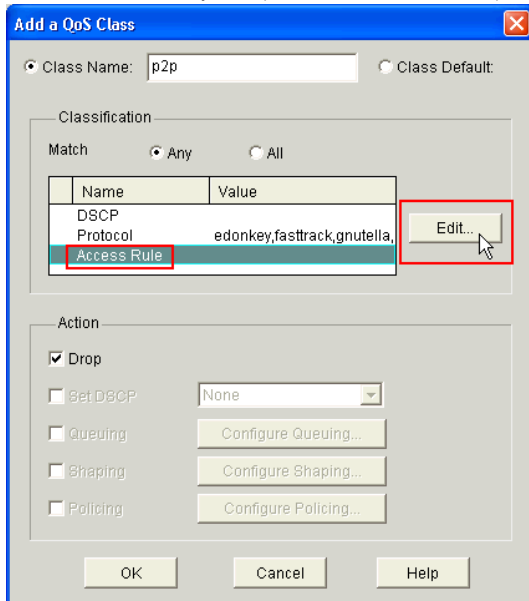 Add a QoS Class
Class Name: p2p Class Default:
Classification
Match Any All
Name Value
DSCP
Protocol edonkey,fasttrack,gnutella,
Access Rule
Edit...
Action
Drop
Set DSCP None
Queuing Configure Queuing...
Shaping Configure Shaping...
Policing Configure Policing...
OK Cancel Help